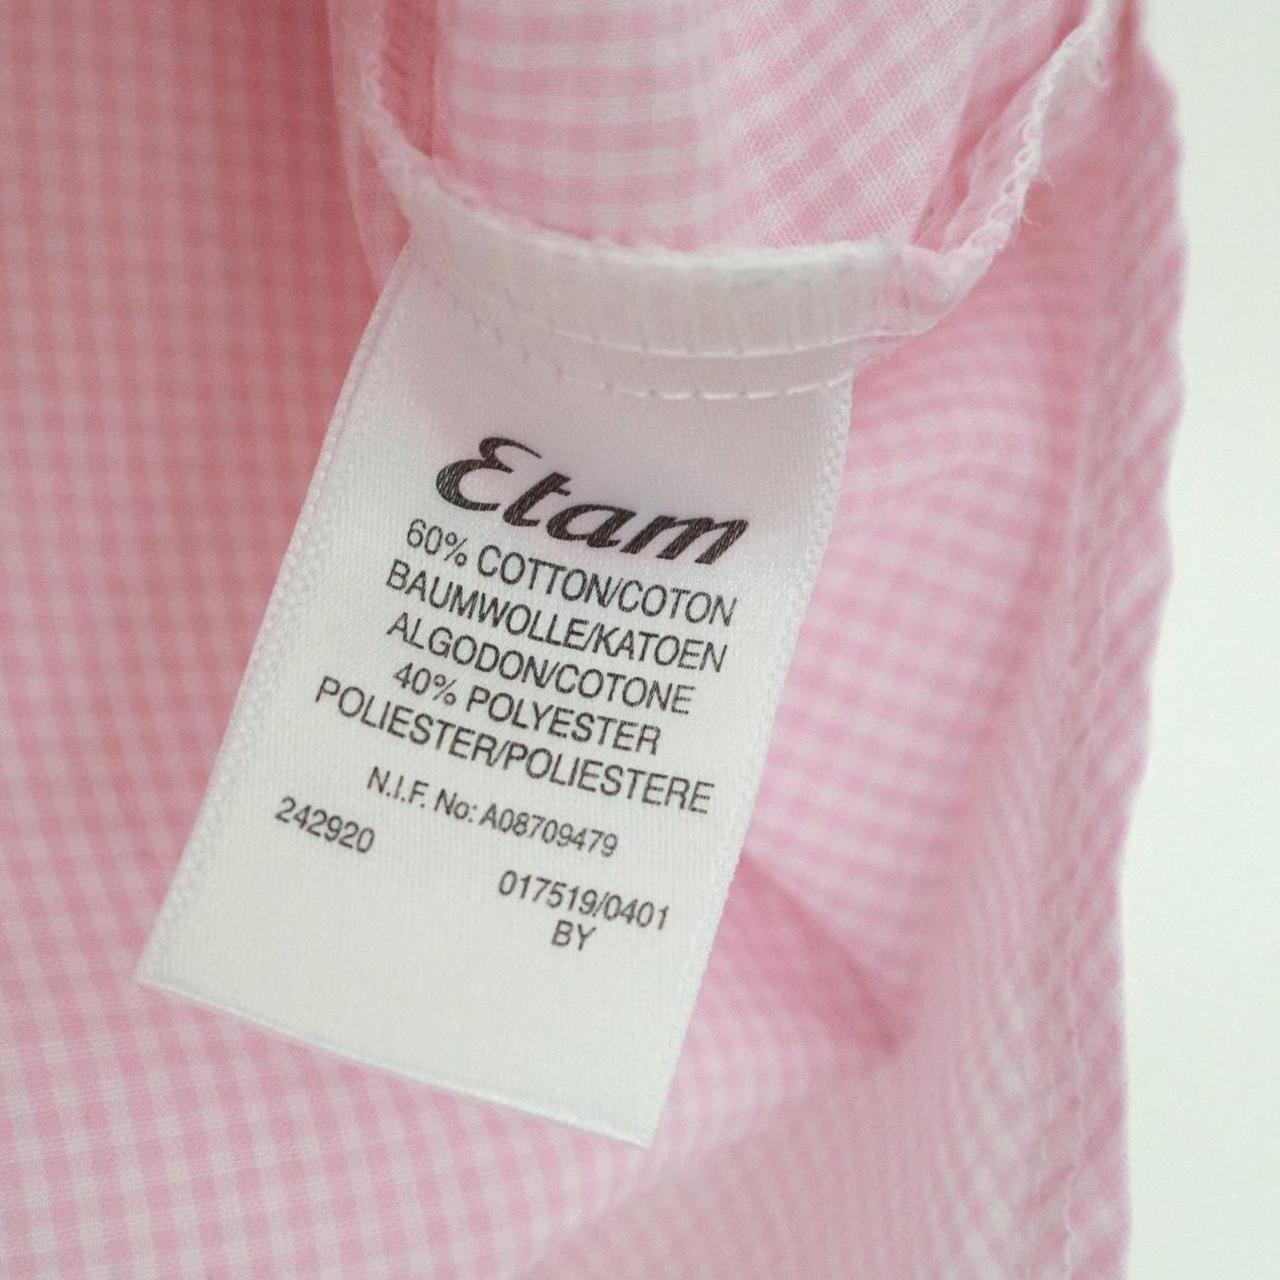 Etam
60% COTTON/COTON
BAUMWOLLE/KATOEN
ALGODON/COTONE
40% POLYESTER
POLIESTER/POLIESTERE
N.I.F. No: A08709479
242920
017519/0401
BY